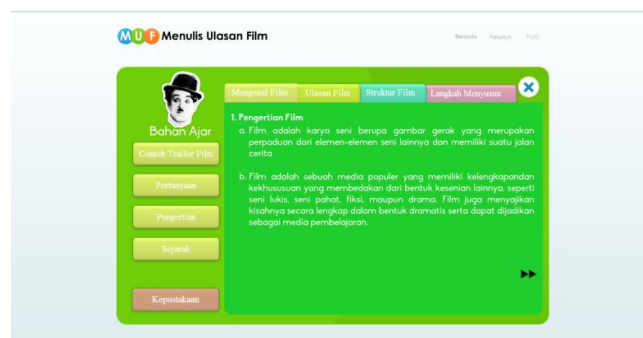 MUF Menulis Ulasan Film
Beranda Petunjuk Profil
Mengenal Film Ulasan Film Struktur Film Langkah Menyusun
Bahan Ajar
Contoh Trailer Film
Pertanyaan
Pengertian
Sejarah
Kepustakaan
1. Pengertian Film
a. Film adalah karya seni berupa gambar gerak yang merupakan
perpaduan dari elemen-elemen seni lainnya dan memiliki suatu jalan
cerita
b. Film adalah sebuah media populer yang memiliki kelengkapandan
kekhususuan yang membedakan dari bentuk kesenian lainnya, seperti
seni lukis, seni pahat, fiksi, maupun drama. Film juga menyajikan
kisahnya secara lengkap dalam bentuk dramatis serta dapat dijadikan
sebagai media pembelajaran.